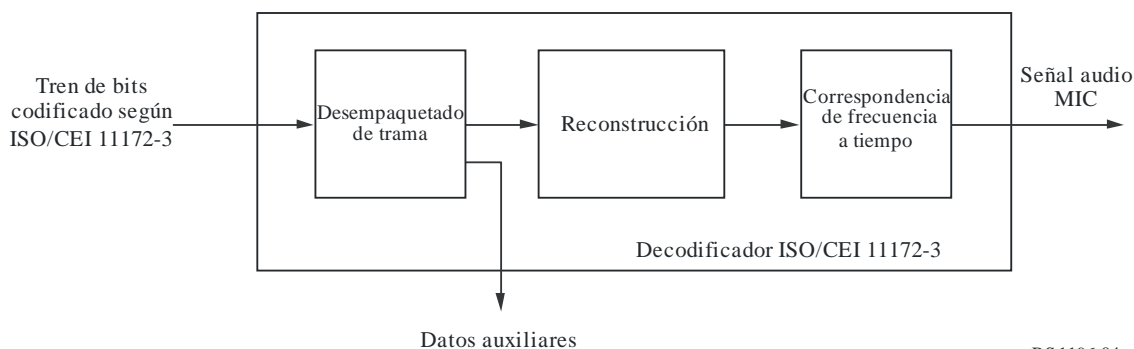 Tren de bits
codificado según
ISO/CEI 11172-3
Desempaquetado
de trama
Reconstrucción
Correspondencia
de frecuencia
a tiempo
Señal audio
MIC
Decodificador ISO/CEI 11172-3
Datos auxiliares